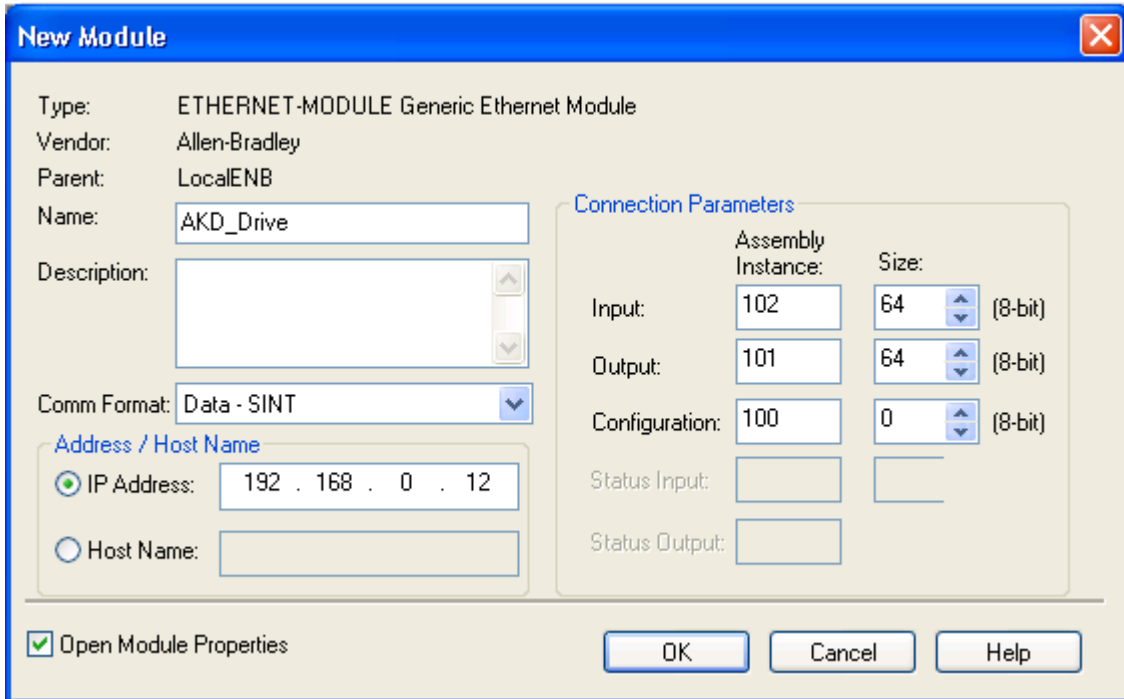 New Module
Type: ETHERNET-MODULE Generic Ethernet Module
Vendor: Allen-Bradley
Parent: LocalENB
Name: AKD_Drive
Description:
Comm Format: Data - SINT
Address / Host Name
IP Address: 192 . 168 . 0 . 12
Host Name:
Connection Parameters
Assembly
Instance: Size:
Input: 102 64 (8-bit)
Output: 101 64 (8-bit)
Configuration: 100 0 (8-bit)
Status Input:
Status Output:
Open Module Properties
OK Cancel Help